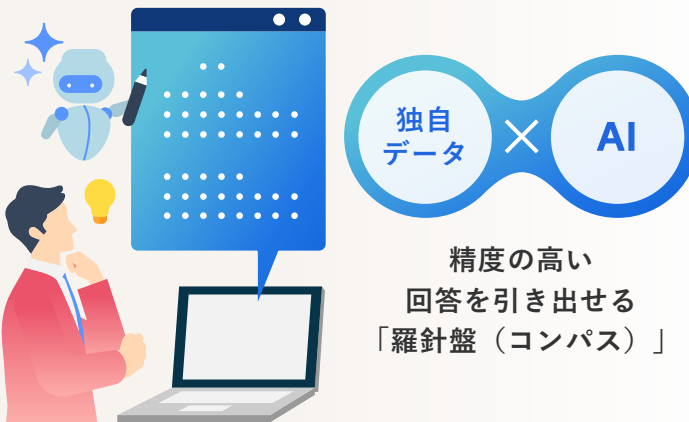 独自
データ
×
AI
精度の高い
回答を引き出せる
「羅針盤（コンパス）」